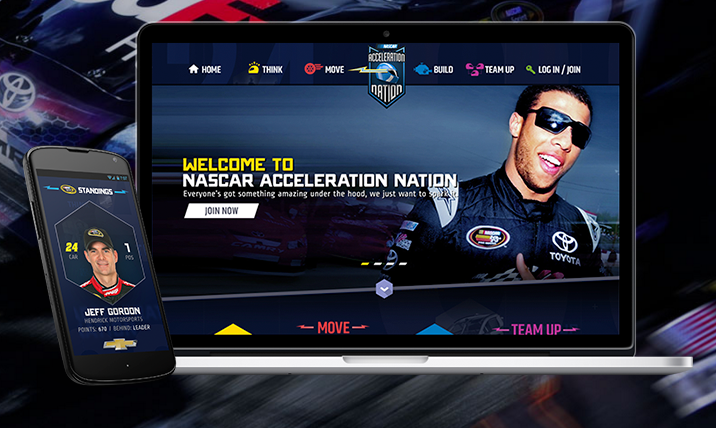 NASCAR
ACCELERATION
NATION
HOME
THINK
MOVE
BUILD
TEAM UP
LOG IN / JOIN
WELCOME TO
NASCAR ACCELERATION NATION
Everyone's got something amazing under the hood, we just want to
JOIN NOW
TOYOTA
MOVE
TEAM UP
STANDINGS
24
CAR
1
POS
JEFF GORDON
HENDRICK MOTORSPORTS
POINTS: 670 / BEHIND: LEADER